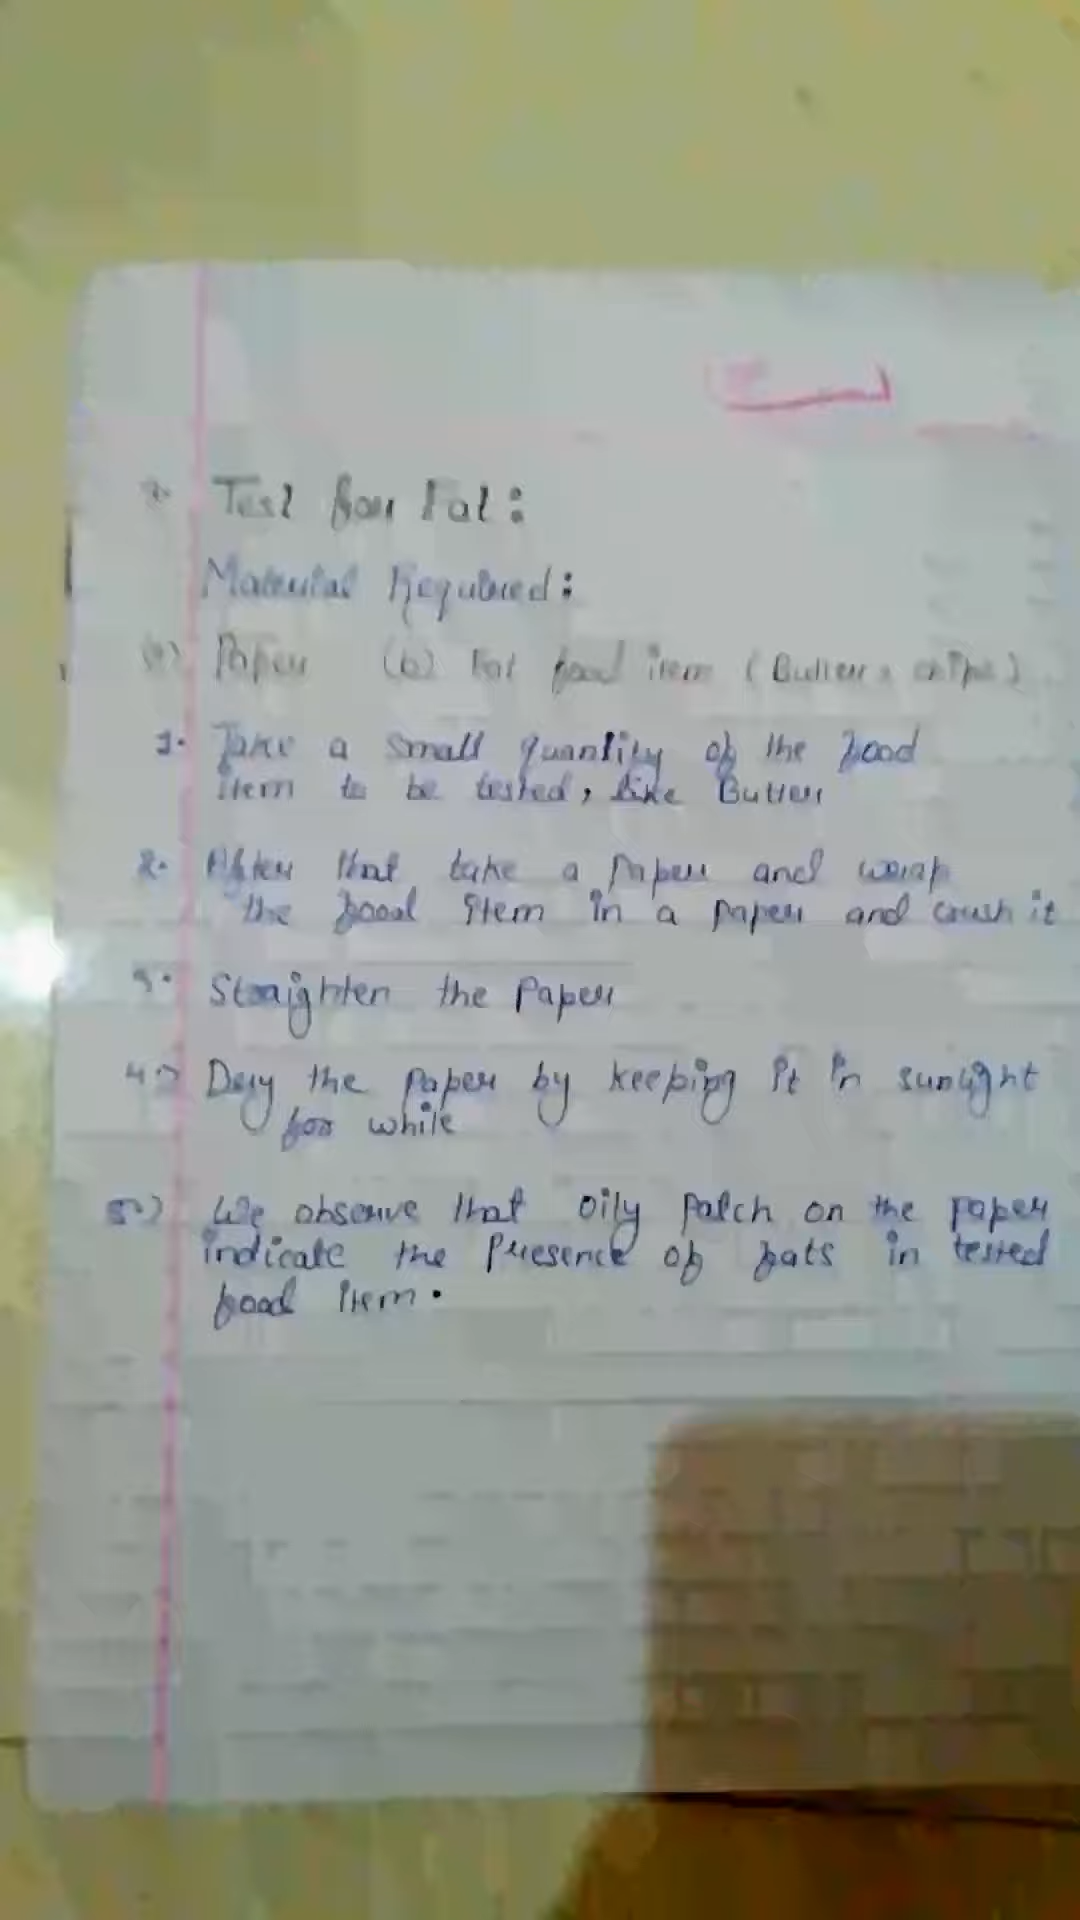 Test for Fat:
Material Required:
(a) Paper (b) Fat food item (Butter, chips)
1. Take a small quantity of the food
item to be tested, like Butter
2. After that take a paper and wrap
the food item in a paper and crush it
3. Straighten the Paper
4.) Dry the paper by keeping it in sunlight
for while
5.) We observe that oily patch on the paper
indicate the Presence of fats in tested
food item.